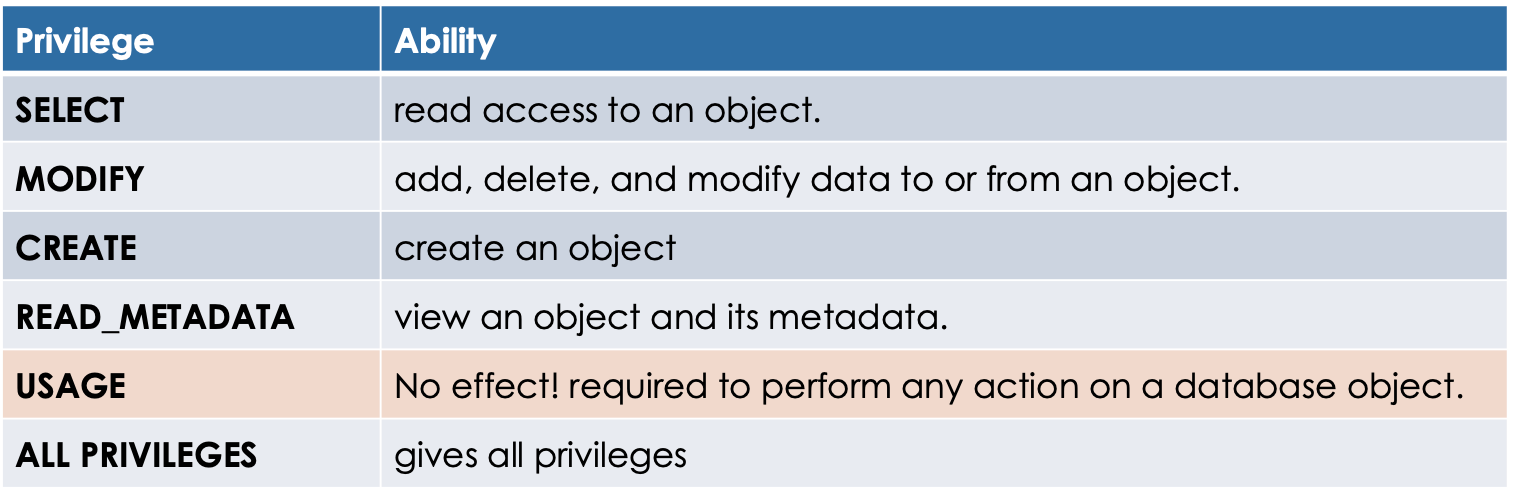 Privilege Ability
SELECT read access to an object.
MODIFY add, delete, and modify data to or from an object.
CREATE create an object
READ_METADATA view an object and its metadata.
USAGE No effect! required to perform any action on a database object.
ALL PRIVILEGES gives all privileges